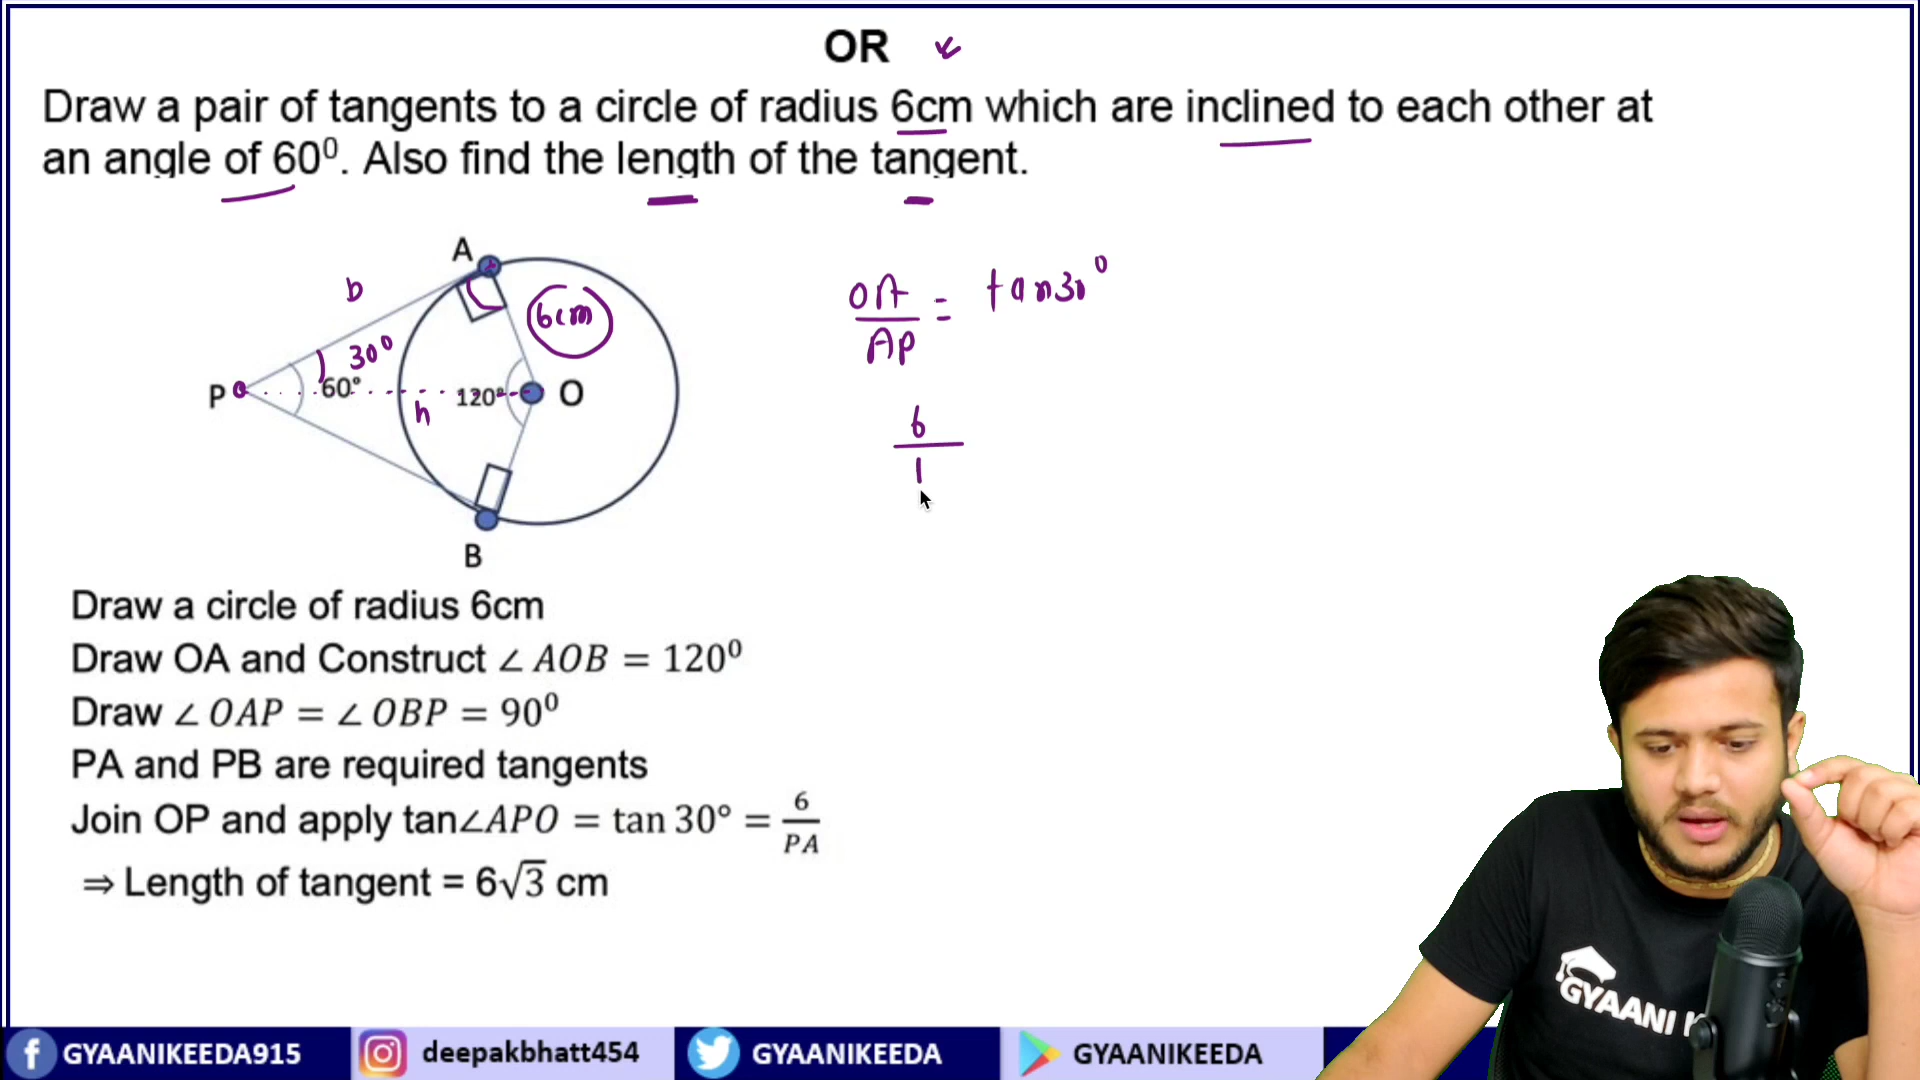 OR
Draw a pair of tangents to a circle of radius 6cm which are inclined to each other at
an angle of 60⁰. Also find the length of the tangent.
A
b
6cm
OA/AP = tan30⁰
30⁰
P
60°
120°
O
h
6
1
B
Draw a circle of radius 6cm
Draw OA and Construct ∠ AOB = 120⁰
Draw ∠ OAP = ∠ OBP = 90⁰
PA and PB are required tangents
Join OP and apply tan∠APO = tan 30° = 6/PA
⇒ Length of tangent = 6√3 cm
GYAANI K
GYAANIKEEDA915
deepakbhatt454
GYAANIKEEDA
GYAANIKEEDA